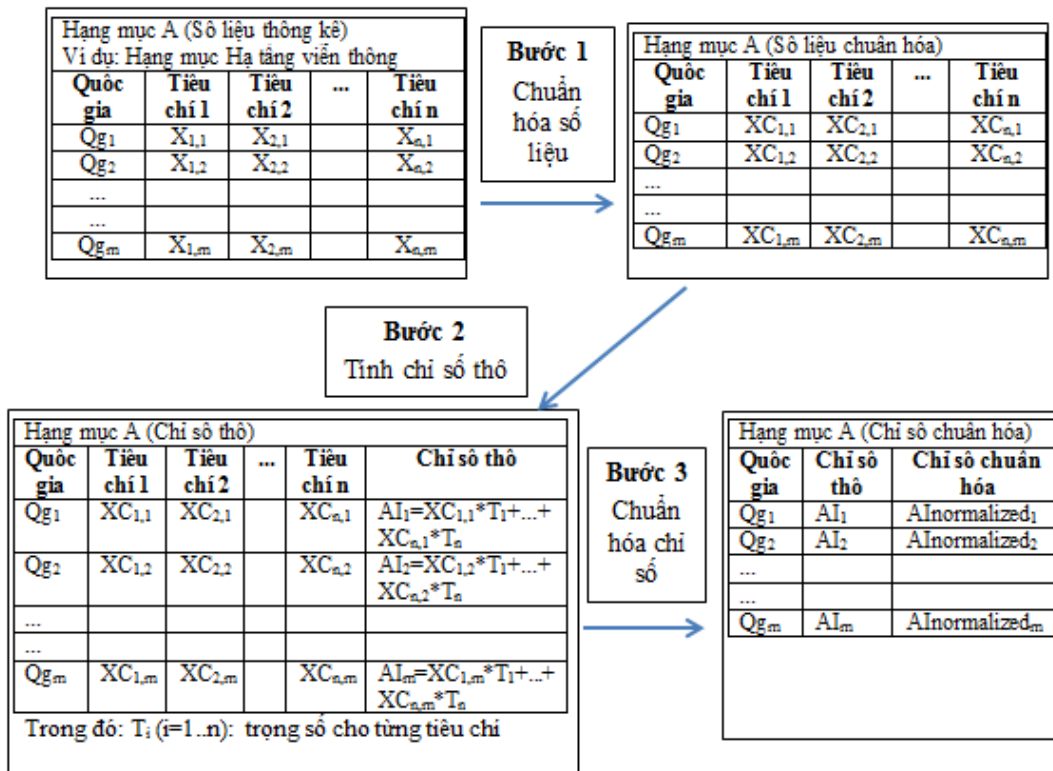 Hạng mục A (Số liệu thống kê)
Ví dụ: Hạng mục Hạ tầng viễn thông
Quốc gia Tiêu chí 1 Tiêu chí 2 ... Tiêu chí n
Qg₁ X₁,₁ X₂,₁ Xₙ,₁
Qg₂ X₁,₂ X₂,₂ Xₙ,₂
...
...
Qgₘ X₁,ₘ X₂,ₘ Xₙ,ₘ
Bước 1
Chuẩn
hóa số
liệu
Hạng mục A (Số liệu chuẩn hóa)
Quốc gia Tiêu chí 1 Tiêu chí 2 ... Tiêu chí n
Qg₁ XC₁,₁ XC₂,₁ XCₙ,₁
Qg₂ XC₁,₂ XC₂,₂ XCₙ,₂
...
...
Qgₘ XC₁,ₘ XC₂,ₘ XCₙ,ₘ
Bước 2
Tính chỉ số thô
Hạng mục A (Chỉ số thô)
Quốc gia Tiêu chí 1 Tiêu chí 2 ... Tiêu chí n Chỉ số thô
Qg₁ XC₁,₁ XC₂,₁ XCₙ,₁ AI₁=XC₁,₁*T₁+...+
XCₙ,₁*Tₙ
Qg₂ XC₁,₂ XC₂,₂ XCₙ,₂ AI₂=XC₁,₂*T₁+...+
XCₙ,₂*Tₙ
...
...
Qgₘ XC₁,ₘ XC₂,ₘ XCₙ,ₘ AIₘ=XC₁,ₘ*T₁+...+
XCₙ,ₘ*Tₙ
Trong đó: Tᵢ (i=1..n): trọng số cho từng tiêu chí
Bước 3
Chuẩn
hóa chỉ
số
Hạng mục A (Chỉ số chuẩn hóa)
Quốc gia Chỉ số thô Chỉ số chuẩn hóa
Qg₁ AI₁ AInormalized₁
Qg₂ AI₂ AInormalized₂
...
...
Qgₘ AIₘ AInormalizedₘ